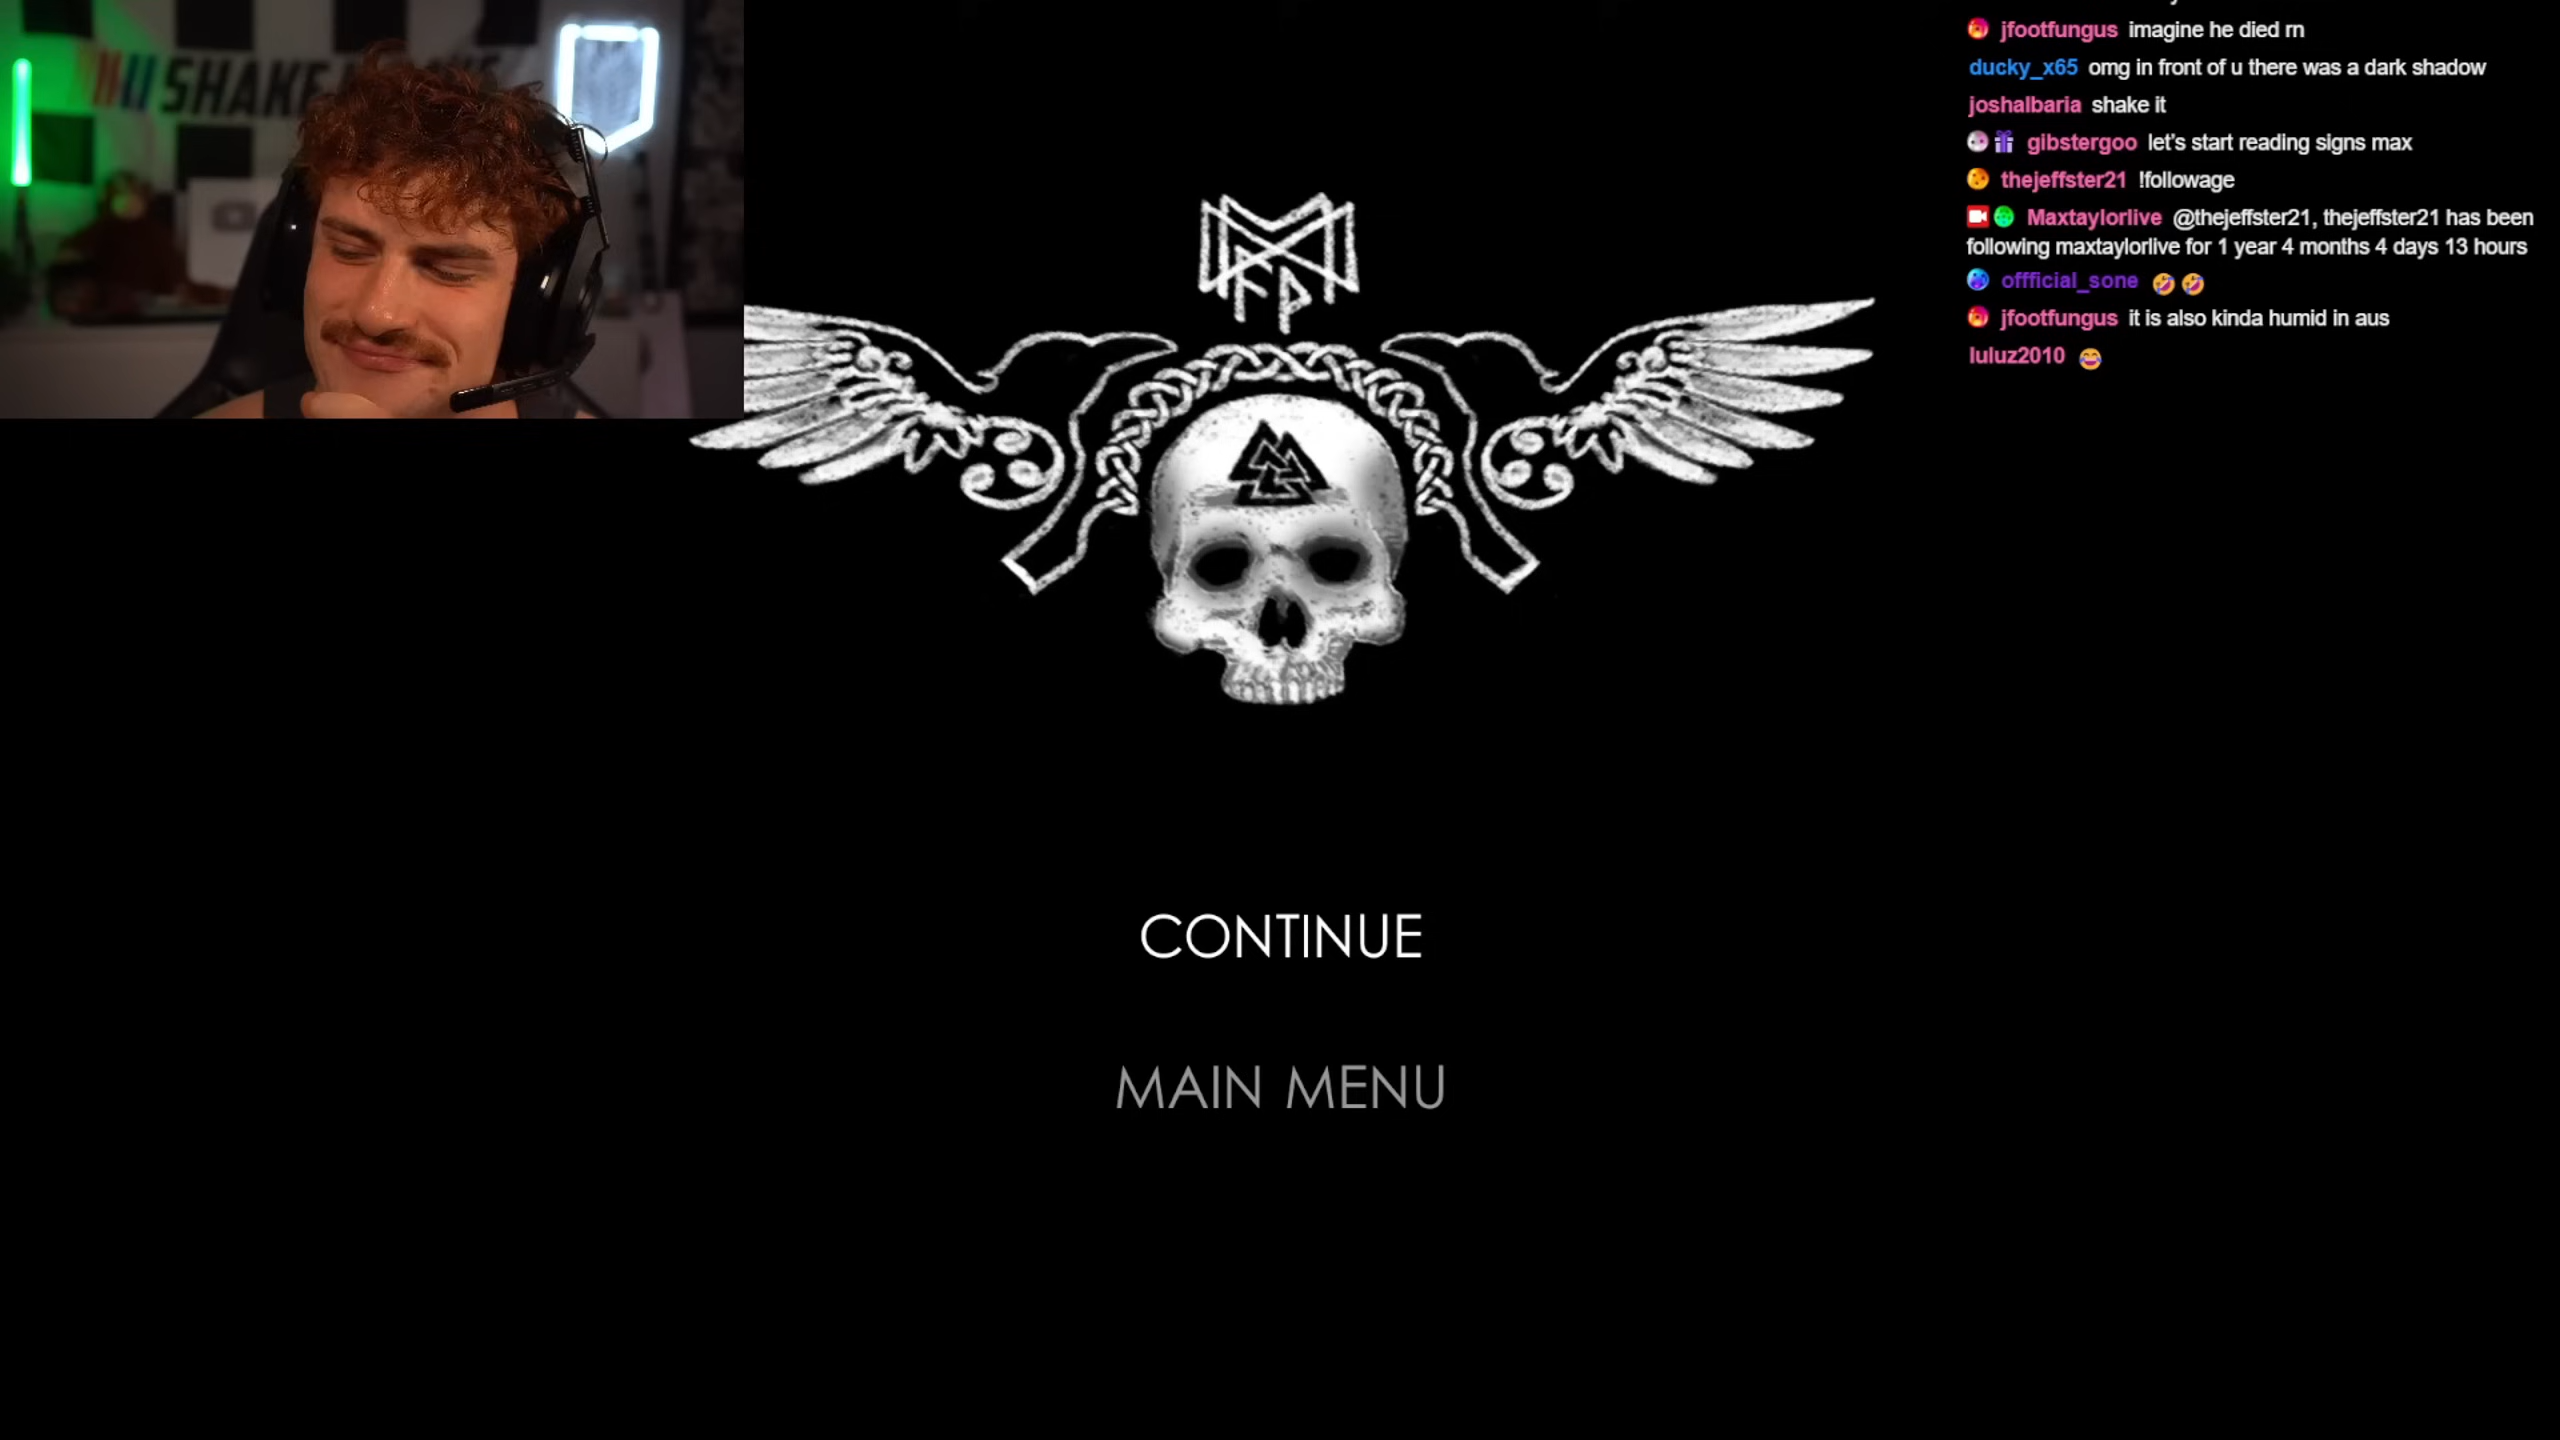 SHAKE
jfootfungus imagine he died rn
ducky_x65 omg in front of u there was a dark shadow
joshalbaria shake it
gibstergoo let's start reading signs max
thejeffster21 !followage
Maxtaylorlive @thejeffster21, thejeffster21 has been
following maxtaylorlive for 1 year 4 months 4 days 13 hours
offficial_sone 🤣 🤣
jfootfungus it is also kinda humid in aus
luluz2010 😂
CONTINUE
MAIN MENU